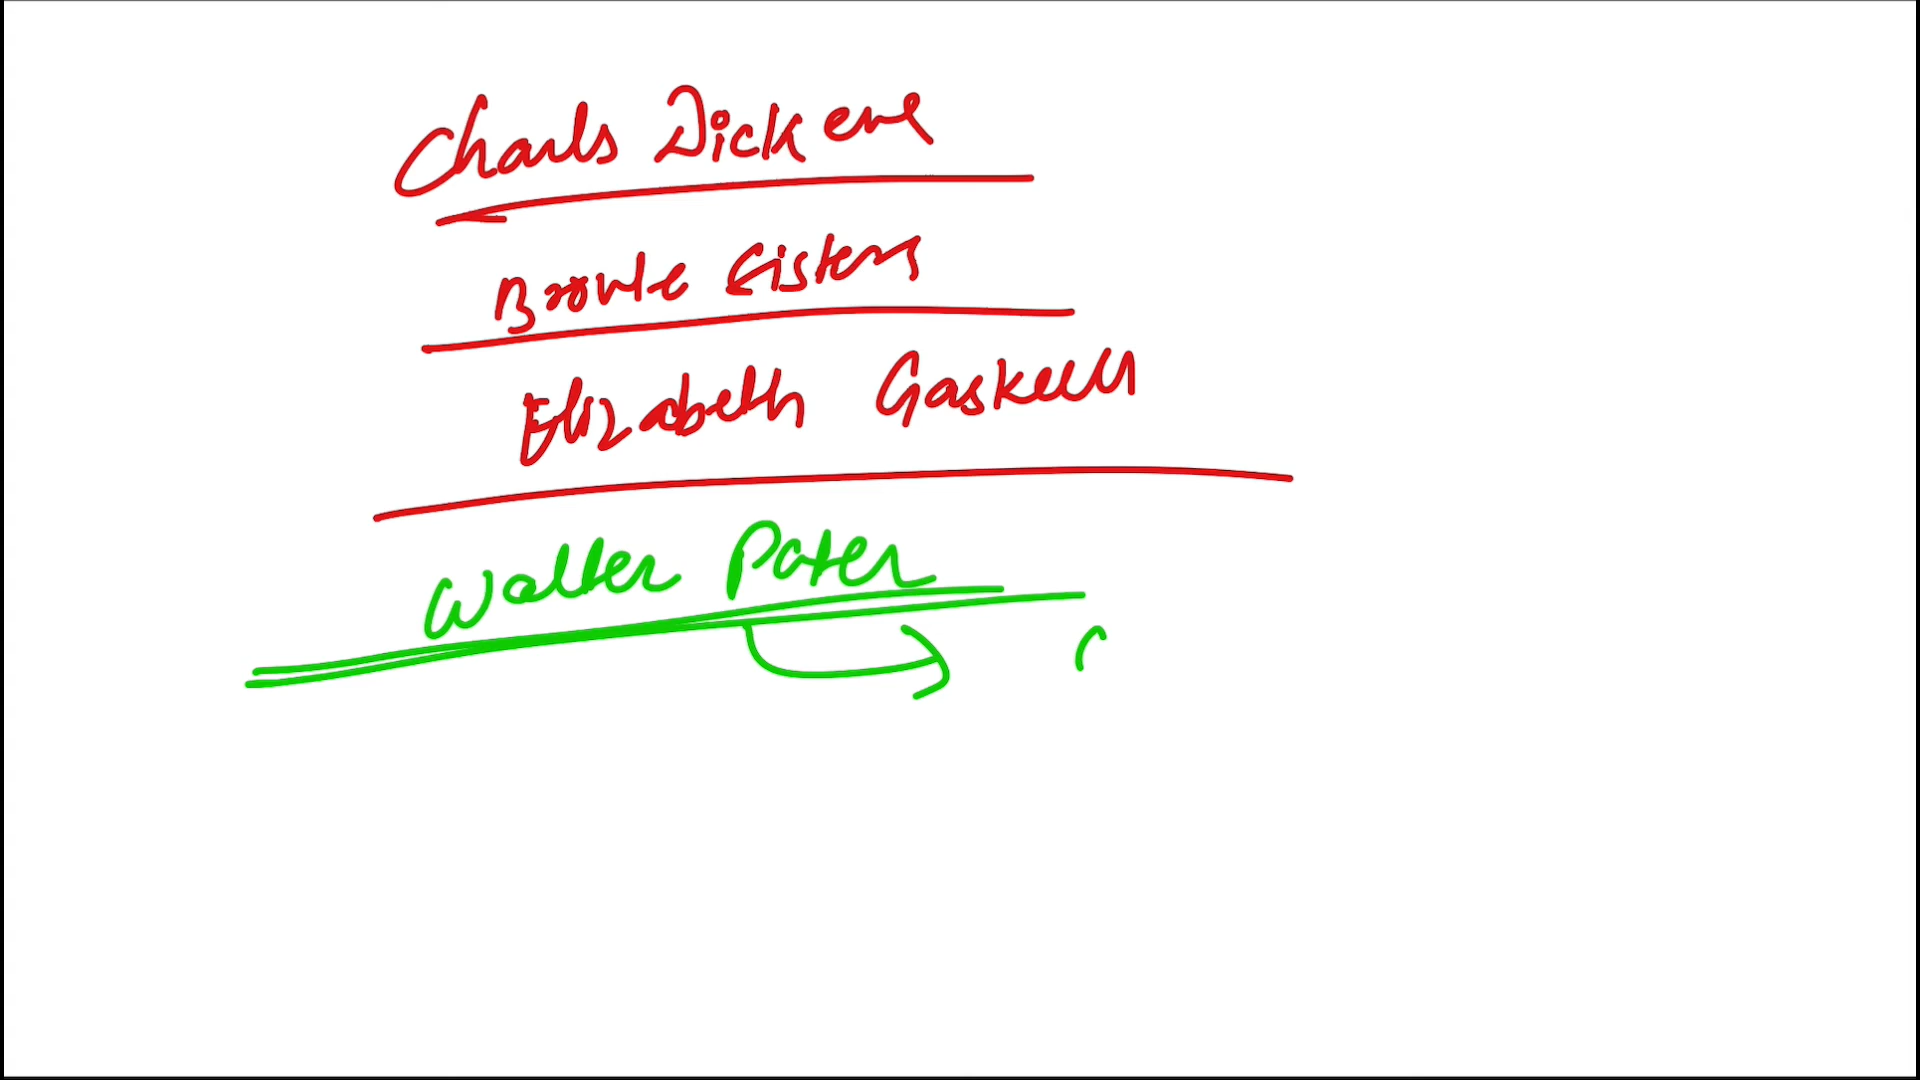 Charls Dickens
Bronte Sisters
Elizabeth Gaskell
Walter Pater